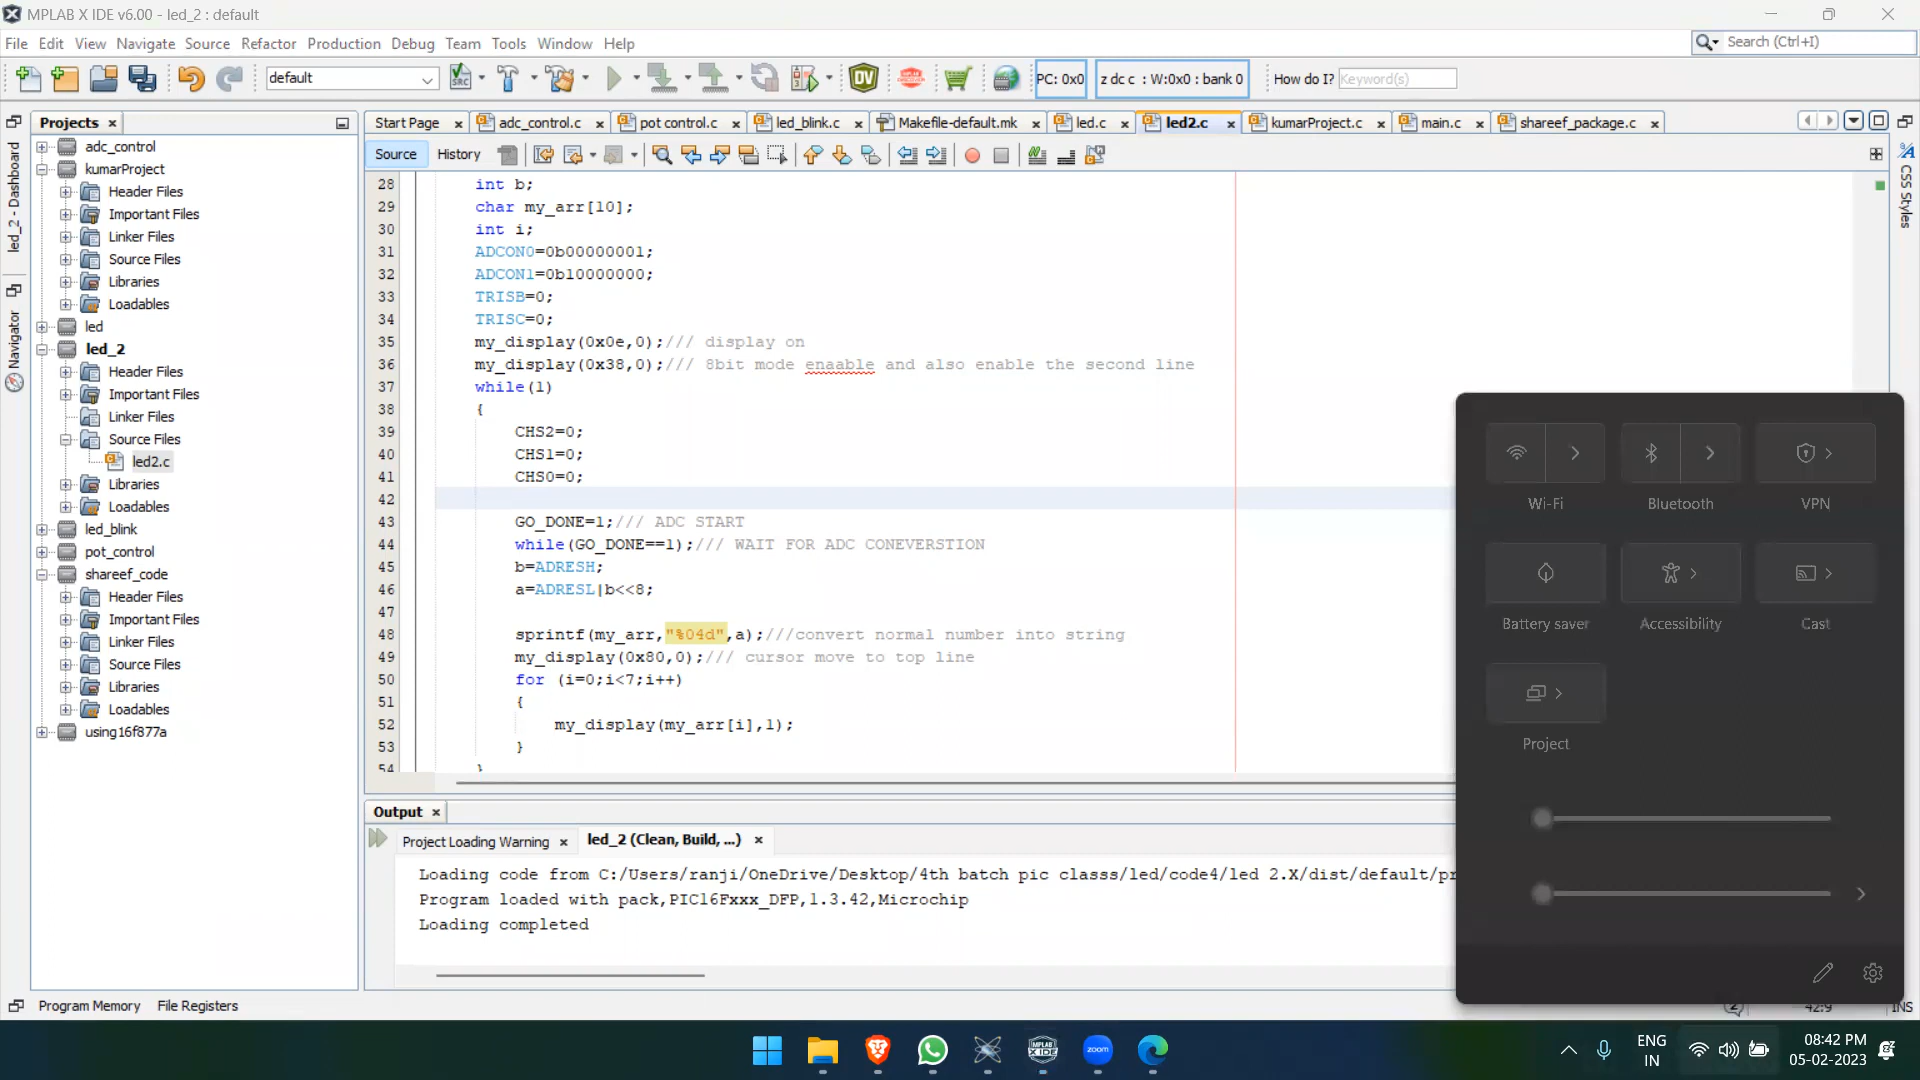 MPLAB X IDE v6.00 - led_2 : default
File Edit View Navigate Source Refactor Production Debug Team Tools Window Help
Search (Ctrl+I)
default
PC: 0x0
z dc c : W:0x0 : bank 0
How do I? Keyword(s)
Projects
Start Page
adc_control.c
pot control.c
led_blink.c
Makefile-default.mk
led.c
led2.c
kumarProject.c
main.c
shareef_package.c
Source History
led_2 - Dashboard
Navigator
CSS Styles
adc_control
kumarProject
Header Files
Important Files
Linker Files
Source Files
Libraries
Loadables
led
led_2
Header Files
Important Files
Linker Files
Source Files
led2.c
Libraries
Loadables
led_blink
pot_control
shareef_code
Header Files
Important Files
Linker Files
Source Files
Libraries
Loadables
using16f877a
28 int b;
29 char my_arr[10];
30 int i;
31 ADCON0=0b00000001;
32 ADCON1=0b10000000;
33 TRISB=0;
34 TRISC=0;
35 my_display(0x0e,0);/// display on
36 my_display(0x38,0);/// 8bit mode enaable and also enable the second line
37 while(1)
38 {
39 CHS2=0;
40 CHS1=0;
41 CHS0=0;
42
43 GO_DONE=1;/// ADC START
44 while(GO_DONE==1);/// WAIT FOR ADC CONEVERSTION
45 b=ADRESH;
46 a=ADRESL|b<<8;
47
48 sprintf(my_arr,"%04d",a);///convert normal number into string
49 my_display(0x80,0);/// cursor move to top line
50 for (i=0;i<7;i++)
51 {
52 my_display(my_arr[i],1);
53 }
54 }
Output
Project Loading Warning
led_2 (Clean, Build, ...)
Loading code from C:/Users/ranji/OneDrive/Desktop/4th batch pic classs/led/code4/led 2.X/dist/default/pr
Program loaded with pack,PIC16Fxxx_DFP,1.3.42,Microchip
Loading completed
Wi-Fi
Bluetooth
VPN
Battery saver
Accessibility
Cast
Project
Program Memory File Registers
42:9
INS
DV
MPLAB X IDE
zoom
ENG
IN
08:42 PM
05-02-2023